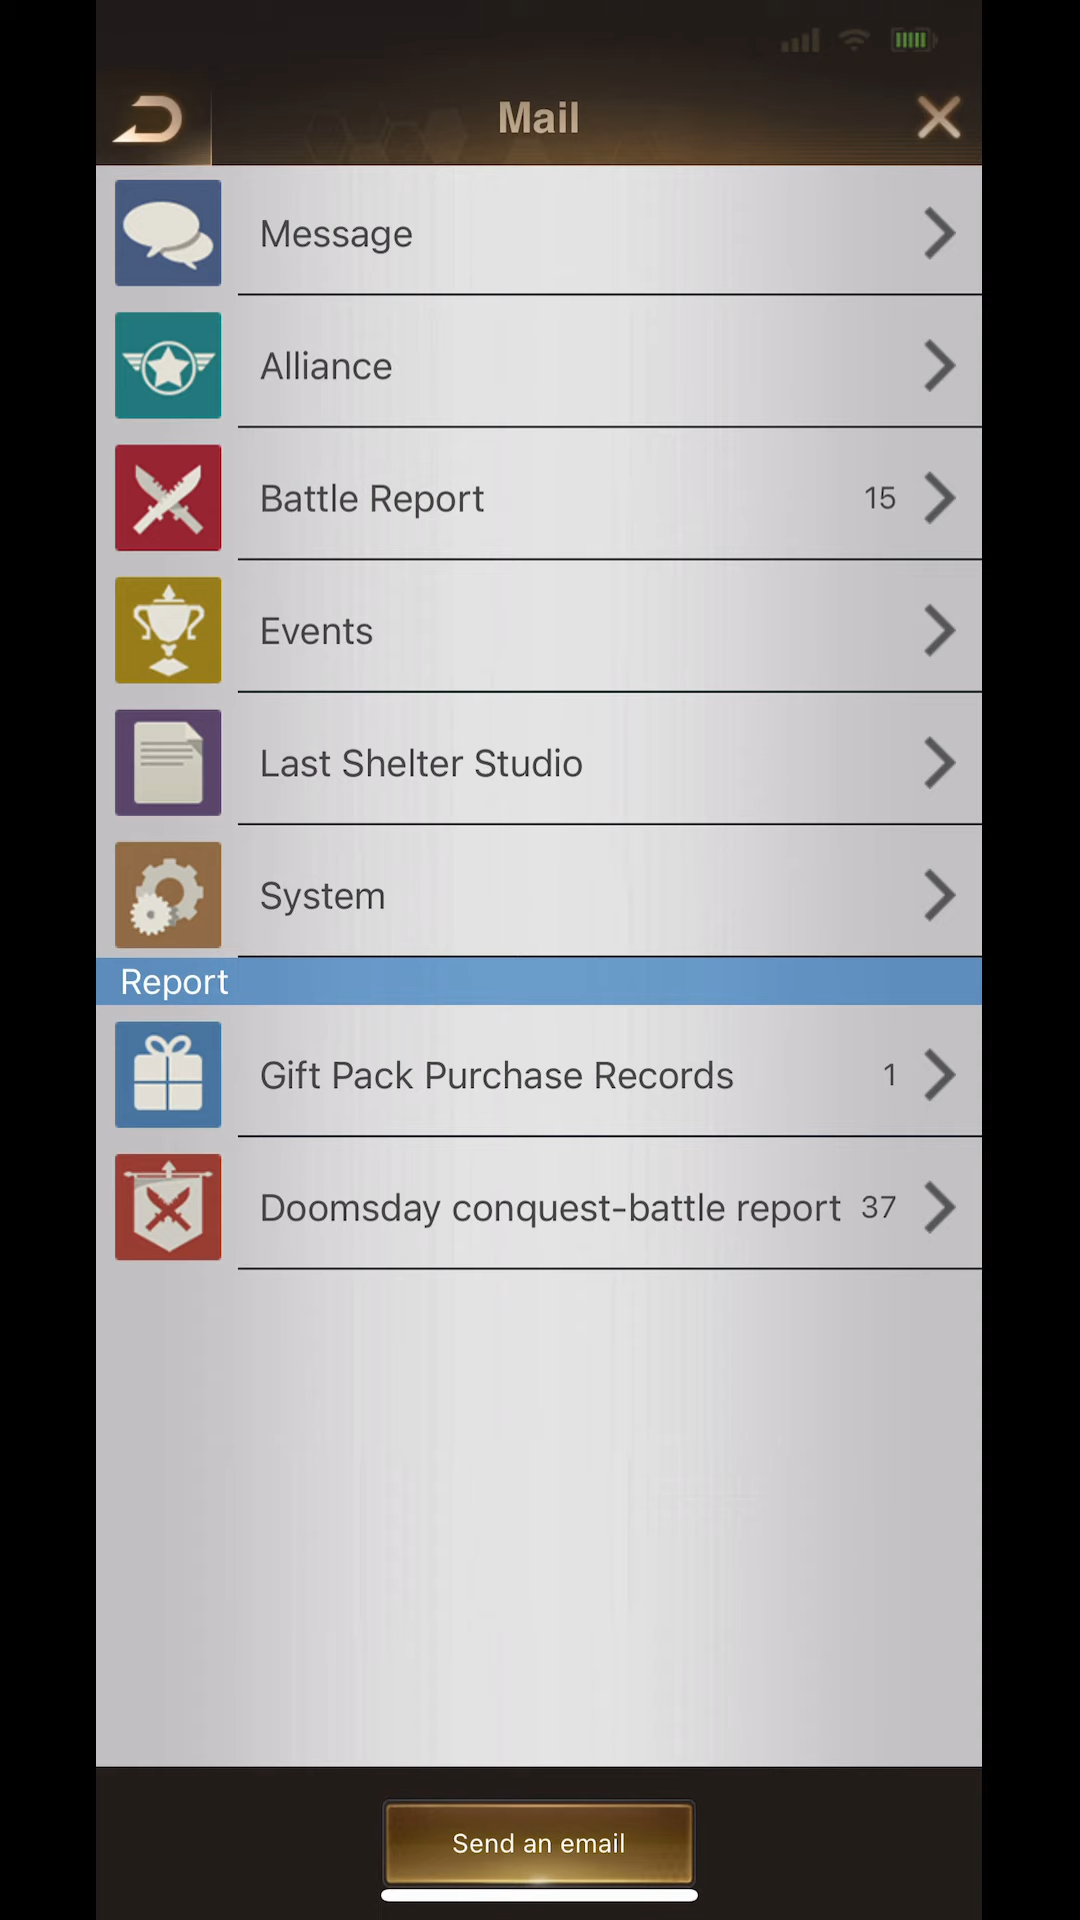 Mail
Message
Alliance
Battle Report 15
Events
Last Shelter Studio
System
Report
Gift Pack Purchase Records 1
Doomsday conquest-battle report 37
Send an email